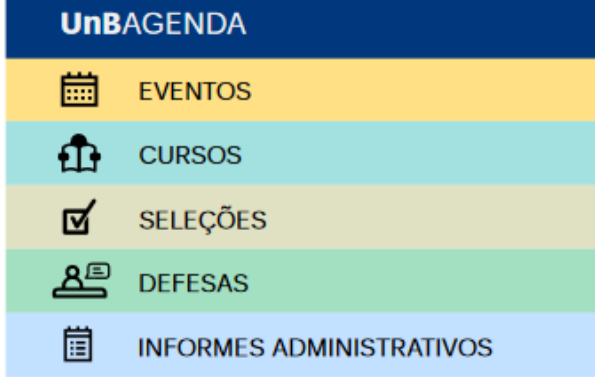 UnBAGENDA
EVENTOS
CURSOS
SELEÇÕES
DEFESAS
INFORMES ADMINISTRATIVOS